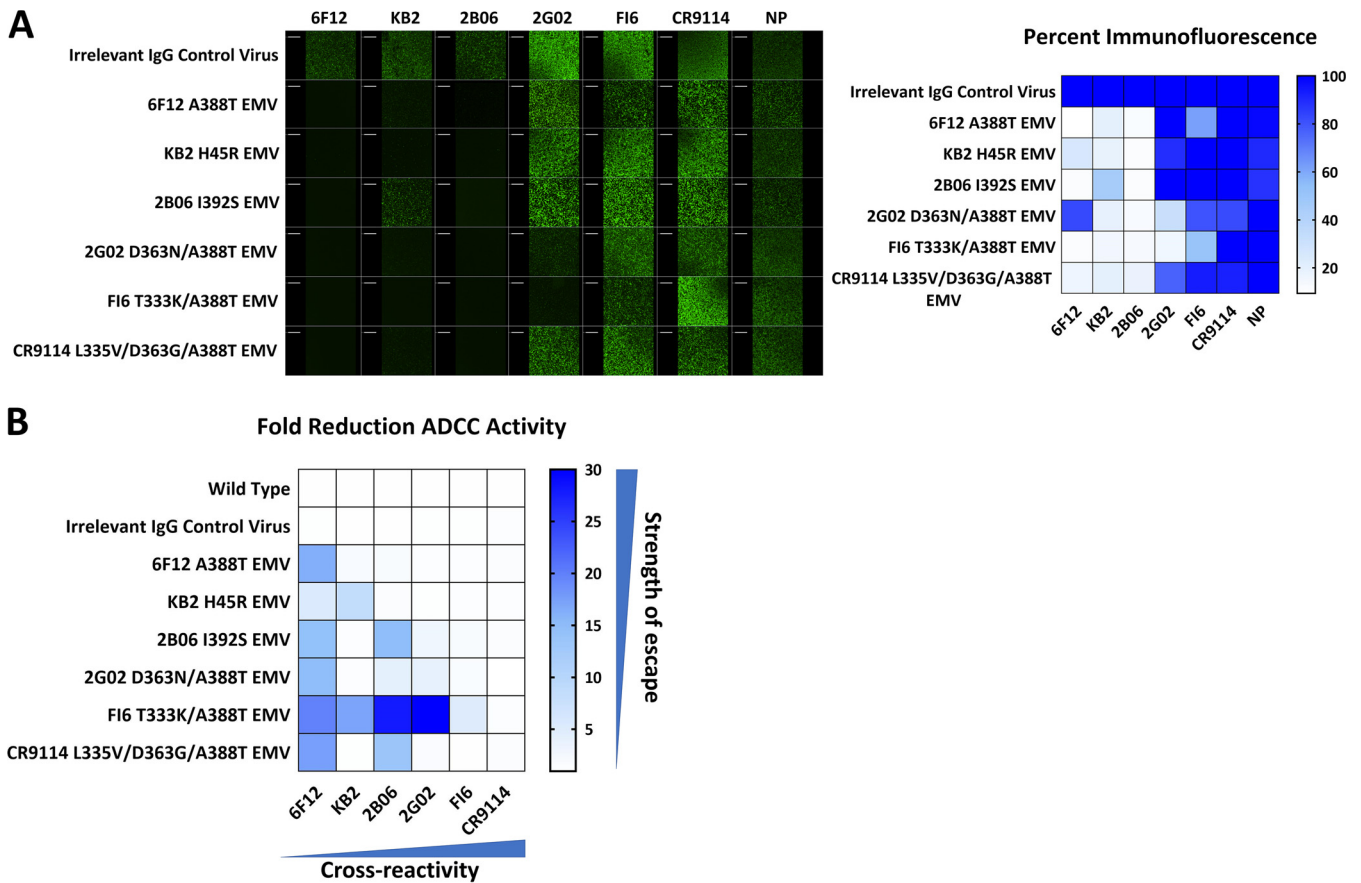 A
6F12 KB2 2B06 2G02 FI6 CR9114 NP
Irrelevant IgG Control Virus
6F12 A388T EMV
KB2 H45R EMV
2B06 I392S EMV
2G02 D363N/A388T EMV
FI6 T333K/A388T EMV
CR9114 L335V/D363G/A388T EMV
Percent Immunofluorescence
Irrelevant IgG Control Virus
6F12 A388T EMV
KB2 H45R EMV
2B06 I392S EMV
2G02 D363N/A388T EMV
FI6 T333K/A388T EMV
CR9114 L335V/D363G/A388T
EMV
6F12 KB2 2B06 2G02 FI6 CR9114 NP
100
80
60
40
20
B
Fold Reduction ADCC Activity
Wild Type
Irrelevant IgG Control Virus
6F12 A388T EMV
KB2 H45R EMV
2B06 I392S EMV
2G02 D363N/A388T EMV
FI6 T333K/A388T EMV
CR9114 L335V/D363G/A388T EMV
6F12 KB2 2B06 2G02 FI6 CR9114
Cross-reactivity
30
25
20
15
10
5
Strength of escape